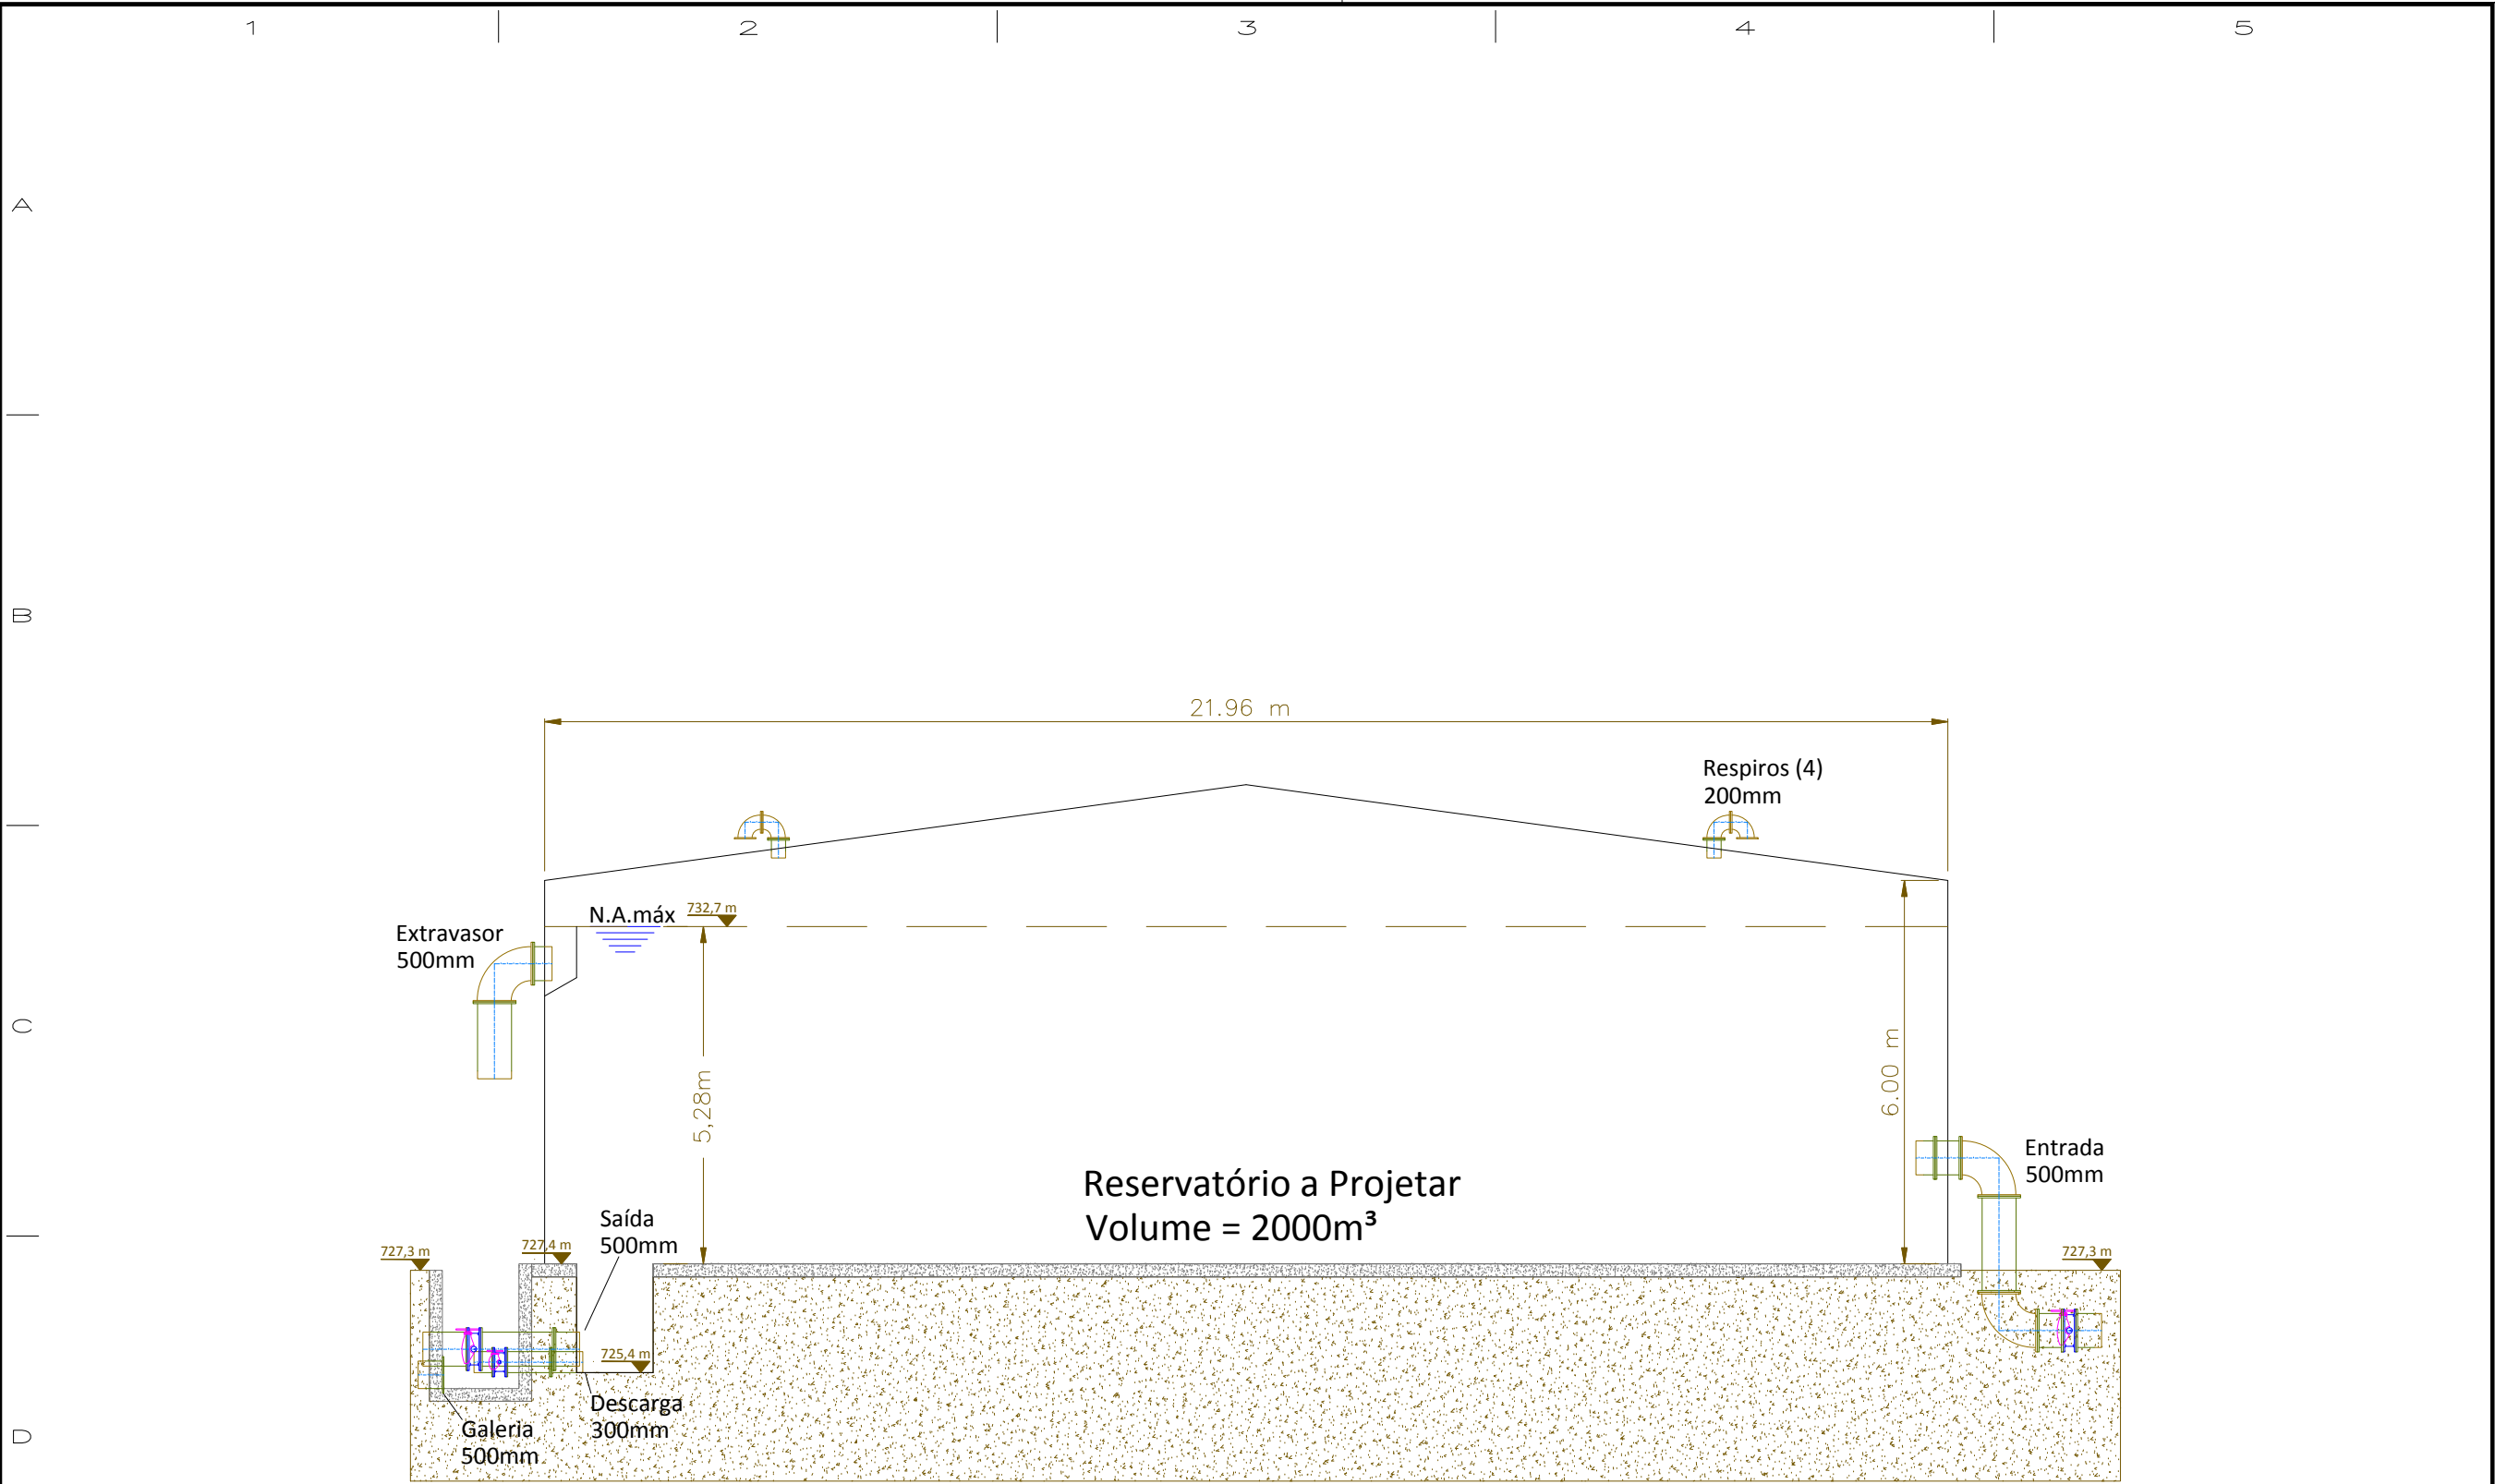 1 2 3 4 5
A
B
C
D
21.96 m
Respiros (4)
200mm
N.A.máx
732,7 m
Extravasor
500mm
5,28m
6.00 m
Entrada
500mm
Reservatório a Projetar
Volume = 2000m³
Saída
500mm
727,3 m
727,4 m
727,3 m
725,4 m
Descarga
300mm
Galeria
500mm